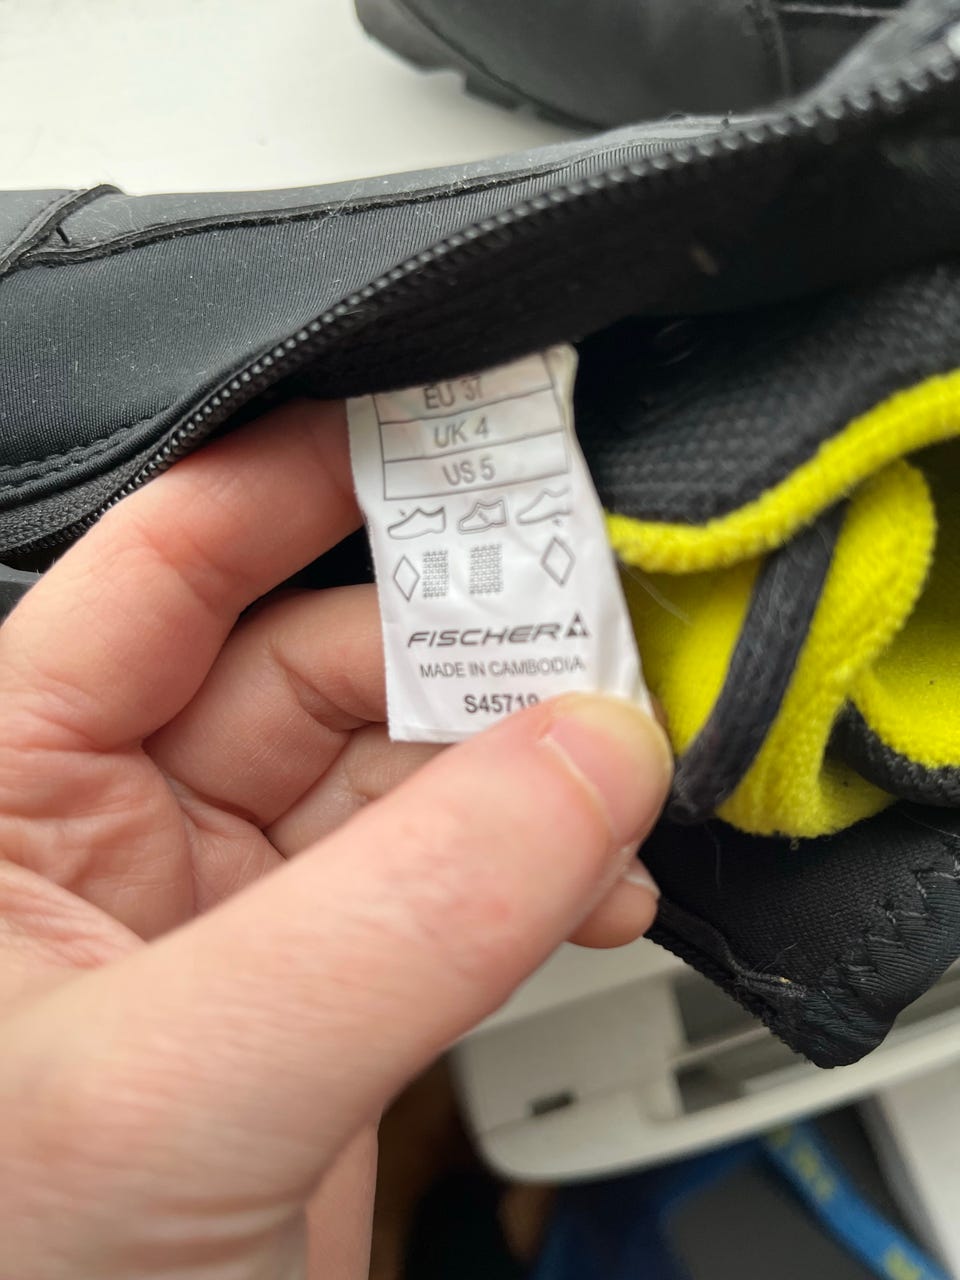 EU 37
UK 4
US 5
FISCHER
MADE IN CAMBODIA
S45719